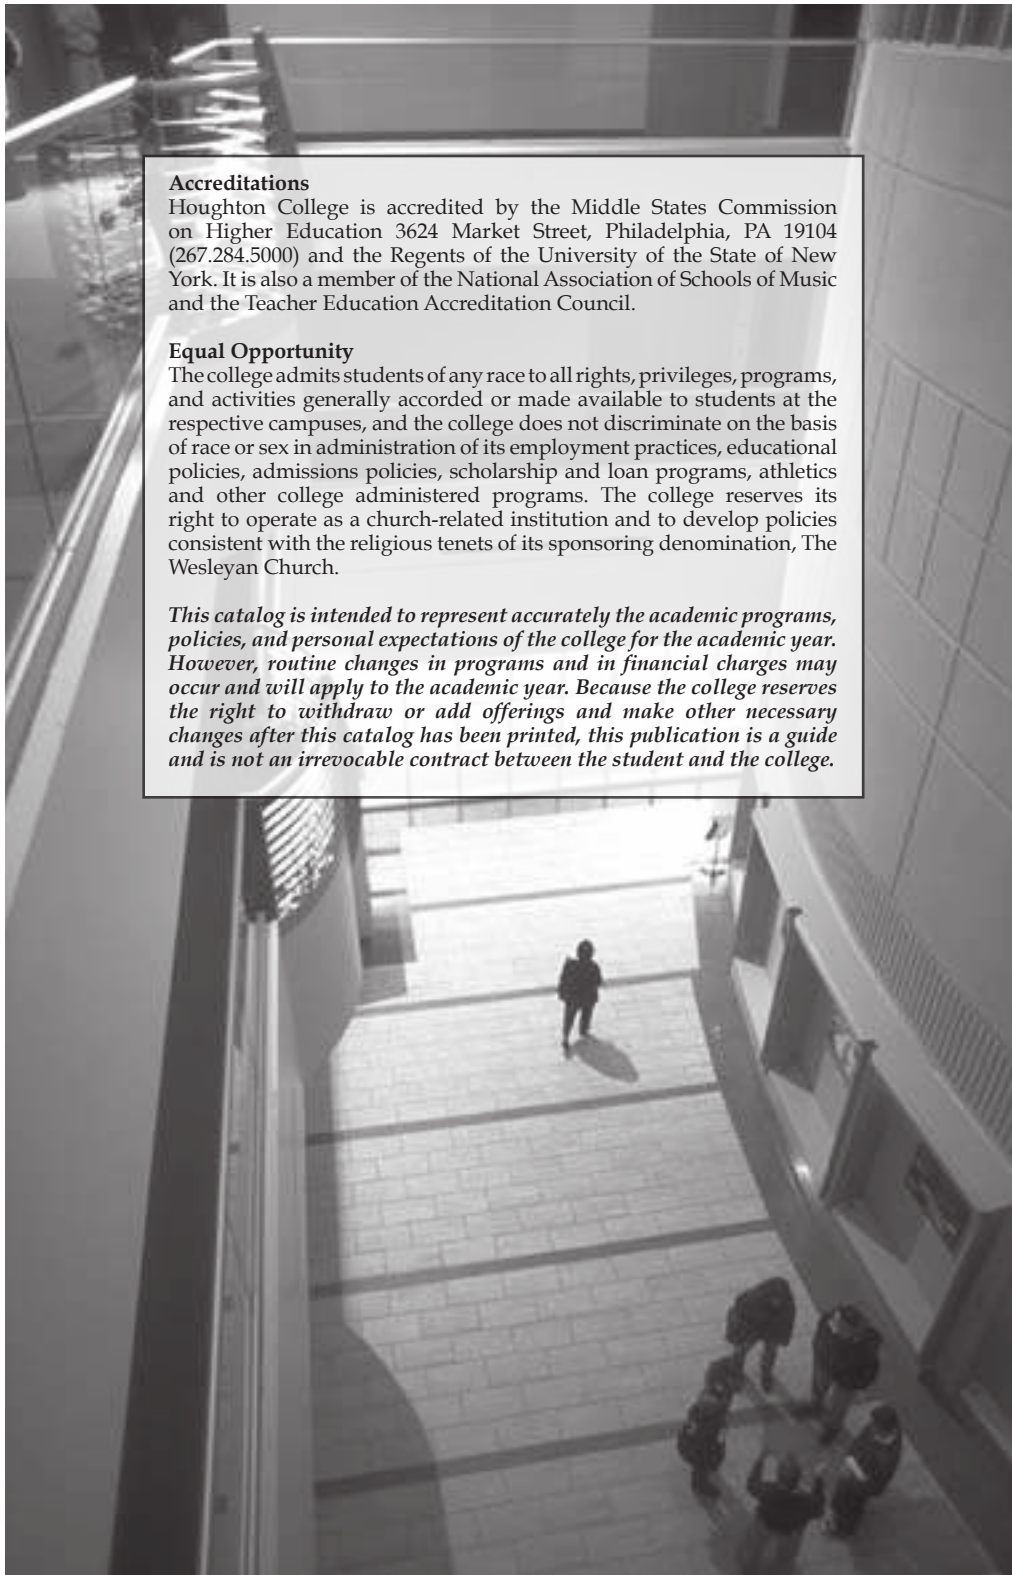 Accreditations
Houghton College is accredited by the Middle States Commission
on Higher Education 3624 Market Street, Philadelphia, PA 19104
(267.284.5000) and the Regents of the University of the State of New
York. It is also a member of the National Association of Schools of Music
and the Teacher Education Accreditation Council.
Equal Opportunity
The college admits students of any race to all rights, privileges, programs,
and activities generally accorded or made available to students at the
respective campuses, and the college does not discriminate on the basis
of race or sex in administration of its employment practices, educational
policies, admissions policies, scholarship and loan programs, athletics
and other college administered programs. The college reserves its
right to operate as a church-related institution and to develop policies
consistent with the religious tenets of its sponsoring denomination, The
Wesleyan Church.
This catalog is intended to represent accurately the academic programs,
policies, and personal expectations of the college for the academic year.
However, routine changes in programs and in financial charges may
occur and will apply to the academic year. Because the college reserves
the right to withdraw or add offerings and make other necessary
changes after this catalog has been printed, this publication is a guide
and is not an irrevocable contract between the student and the college.